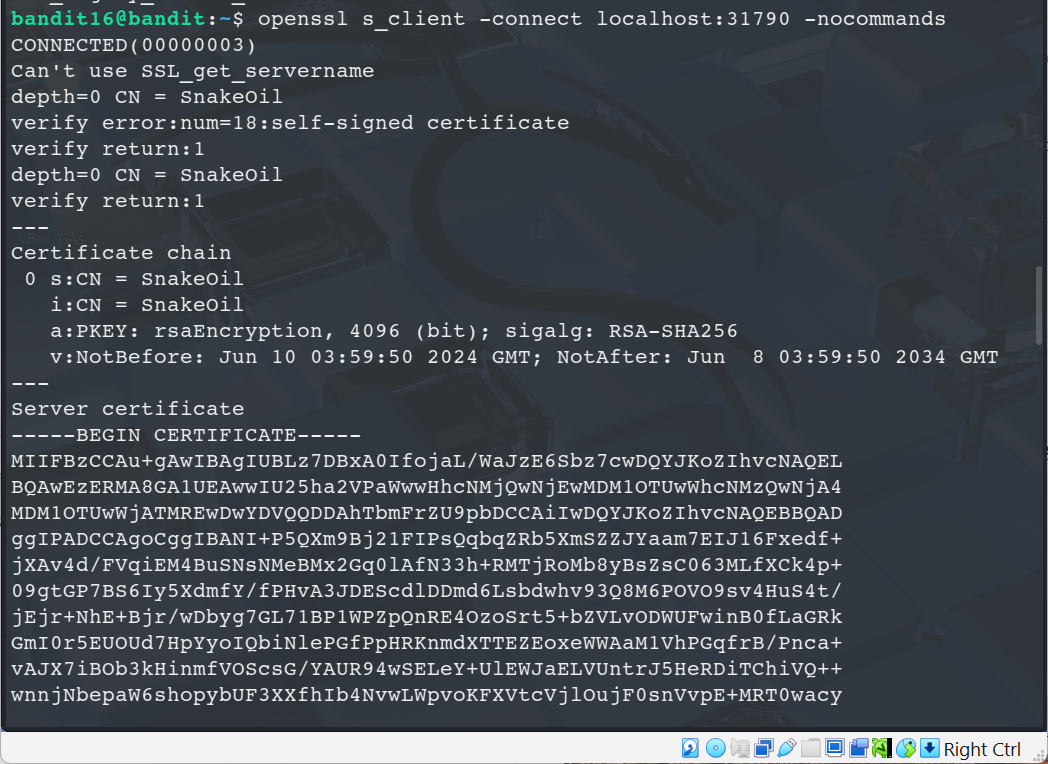 bandit16@bandit:~$ openssl s_client -connect localhost:31790 -nocommands
CONNECTED(00000003)
Can't use SSL_get_servername
depth=0 CN = SnakeOil
verify error:num=18:self-signed certificate
verify return:1
depth=0 CN = SnakeOil
verify return:1
---
Certificate chain
 0 s:CN = SnakeOil
   i:CN = SnakeOil
   a:PKEY: rsaEncryption, 4096 (bit); sigalg: RSA-SHA256
   v:NotBefore: Jun 10 03:59:50 2024 GMT; NotAfter: Jun  8 03:59:50 2034 GMT
---
Server certificate
-----BEGIN CERTIFICATE-----
MIIFBzCCAu+gAwIBAgIUBLz7DBxA0IfojaL/WaJzE6Sbz7cwDQYJKoZIhvcNAQEL
BQAwEzERMA8GA1UEAwwIU25ha2VPaWwwHhcNMjQwNjEwMDM1OTUwWhcNMzQwNjA4
MDM1OTUwWjATMREwDwYDVQQDDAhTbmFrZU9pbDCCAiIwDQYJKoZIhvcNAQEBBQAD
ggIPADCCAgoCggIBANI+P5QXm9Bj21FIPsQqbqZRb5XmSZZJYaam7EIJ16Fxedf+
jXAv4d/FVqiEM4BuSNsNMeBMx2Gq0lAfN33h+RMTjRoMb8yBsZsC063MLfXCk4p+
09gtGP7BS6Iy5XdmfY/fPHvA3JDEScdlDDmd6Lsbdwhv93Q8M6POVO9sv4HuS4t/
jEjr+NhE+Bjr/wDbyg7GL71BP1WPZpQnRE4OzoSrt5+bZVLvODWUFwinB0fLaGRk
GmI0r5EUOUd7HpYyoIQbiNlePGfPpHRKnmdXTTEZEoxeWWAaM1VhPGqfrB/Pnca+
vAJX7iBOb3kHinmfVOScsG/YAUR94wSELeY+UlEWJaELVUntrJ5HeRDiTChiVQ++
wnnjNbepaW6shopybUF3XXfhIb4NvwLWpvoKFXVtcVjlOujF0snVvpE+MRT0wacy
Right Ctrl